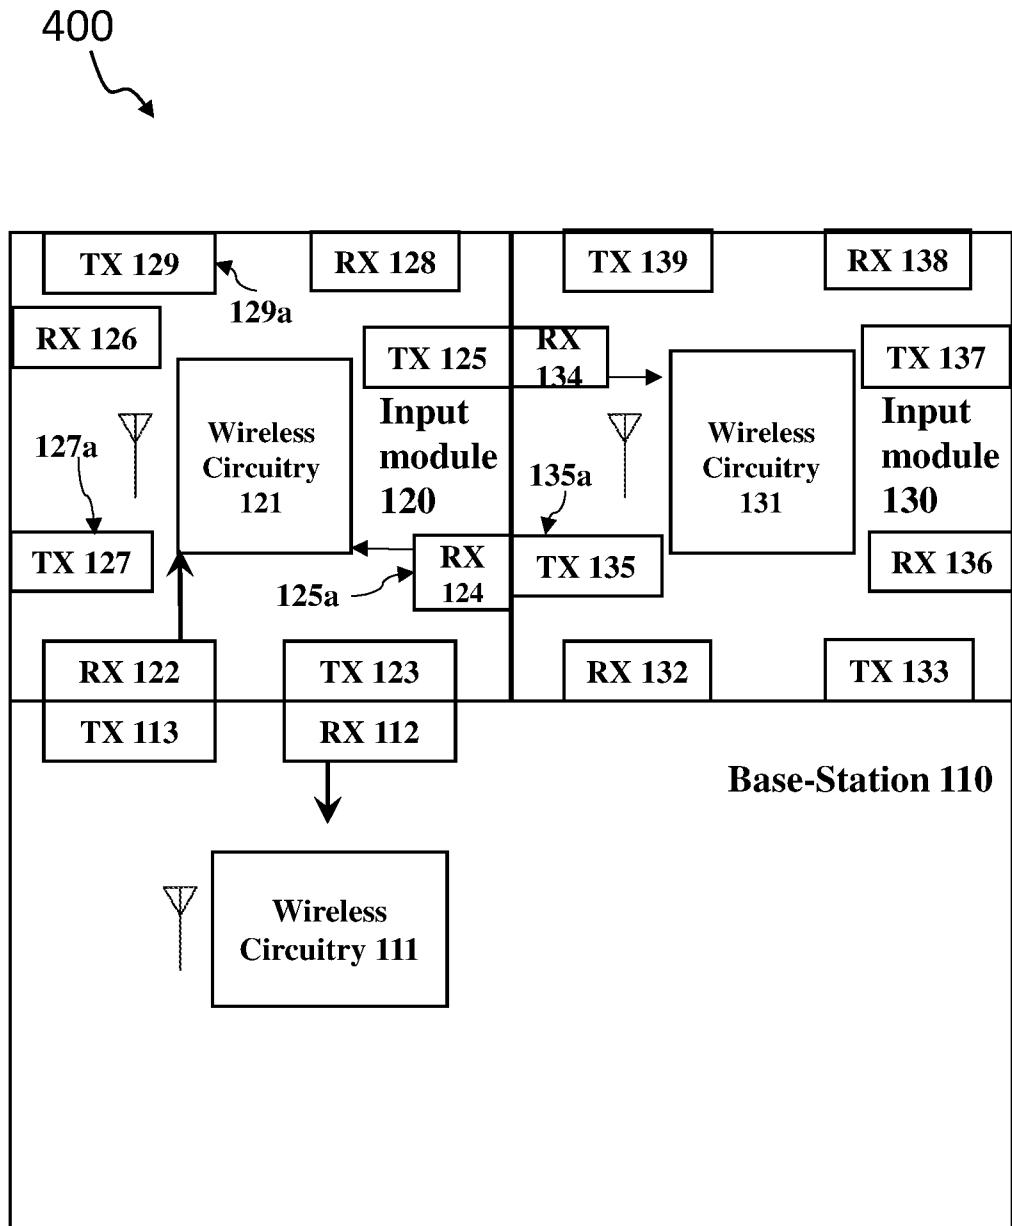 400
TX 129
RX 128
TX 139
RX 138
129a
RX 126
TX 125
RX
134
TX 137
Wireless
Circuitry
121
Input
module
120
Wireless
Circuitry
131
Input
module
130
127a
135a
TX 127
RX
124
TX 135
RX 136
125a
RX 122
TX 123
RX 132
TX 133
TX 113
RX 112
Base-Station 110
Wireless
Circuitry 111